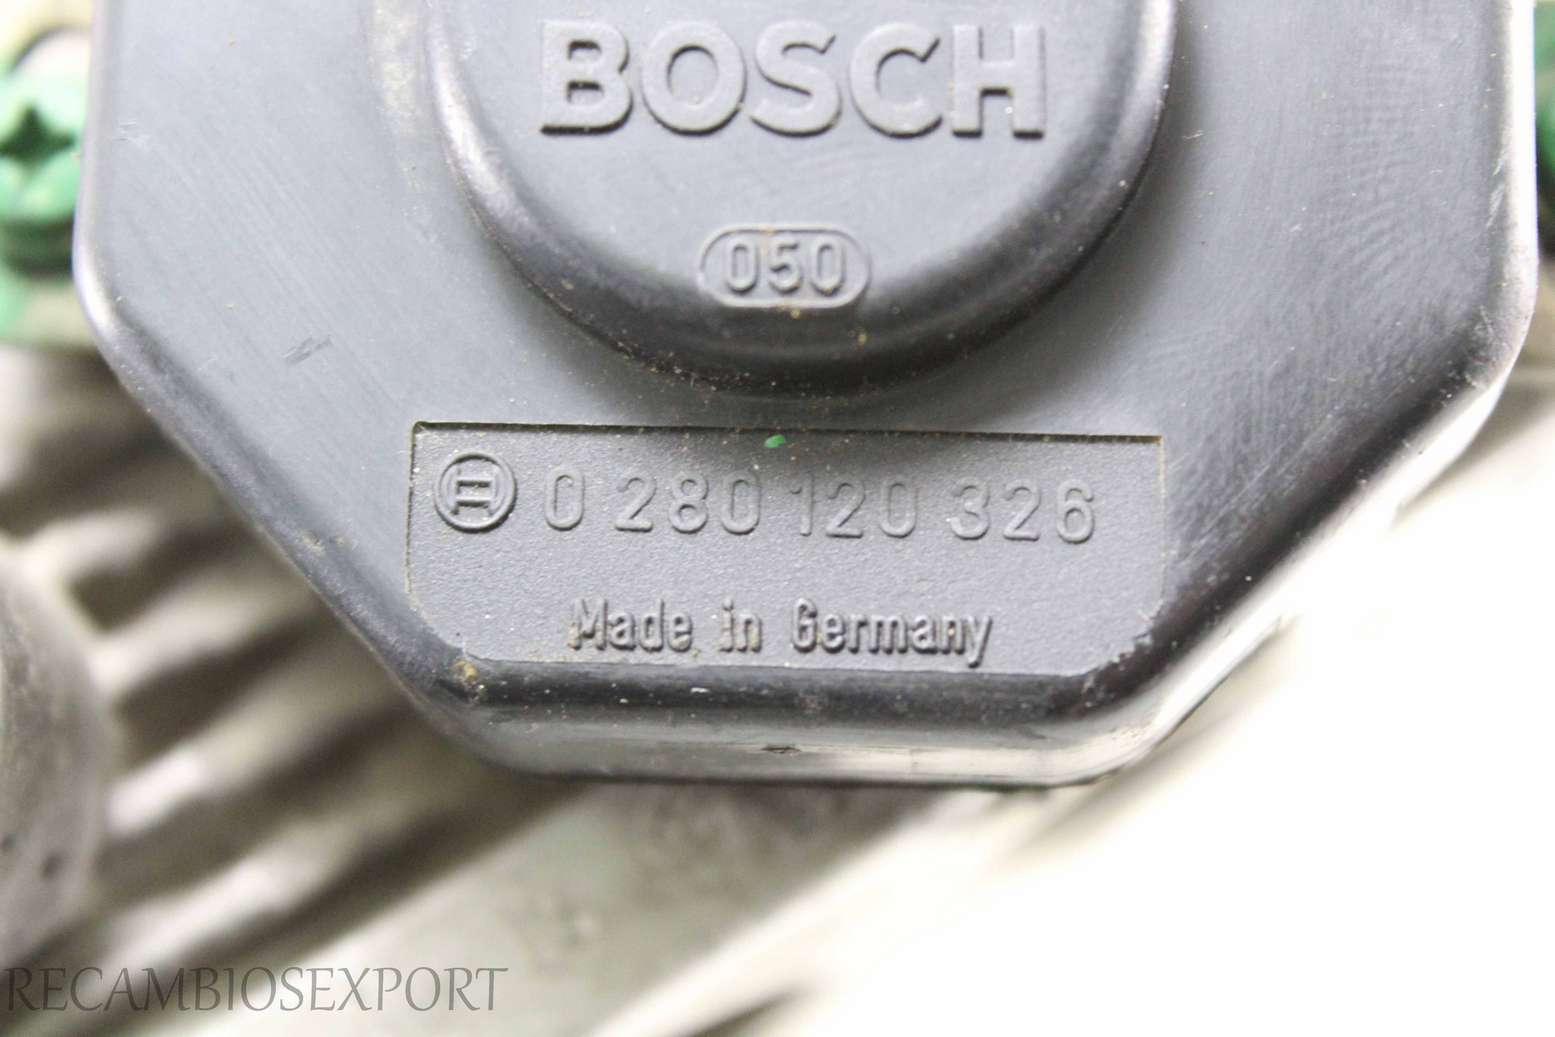 BOSCH
050
0 280 120 326
Made in Germany
RECAMBIOSEXPORT